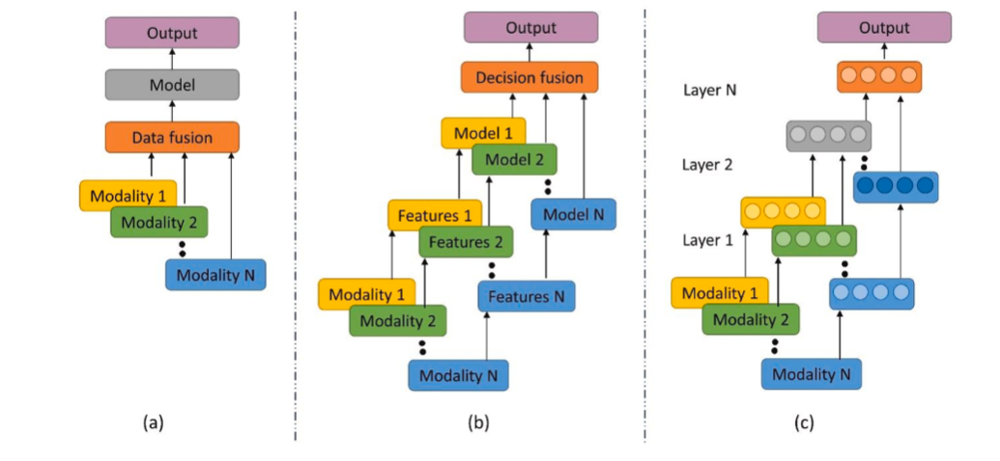 Output
Model
Data fusion
Modality 1
Modality 2
Modality N
(a)
Output
Decision fusion
Model 1
Model 2
Model N
Features 1
Features 2
Features N
Modality 1
Modality 2
Modality N
(b)
Output
Layer N
Layer 2
Layer 1
Modality 1
Modality 2
Modality N
(c)